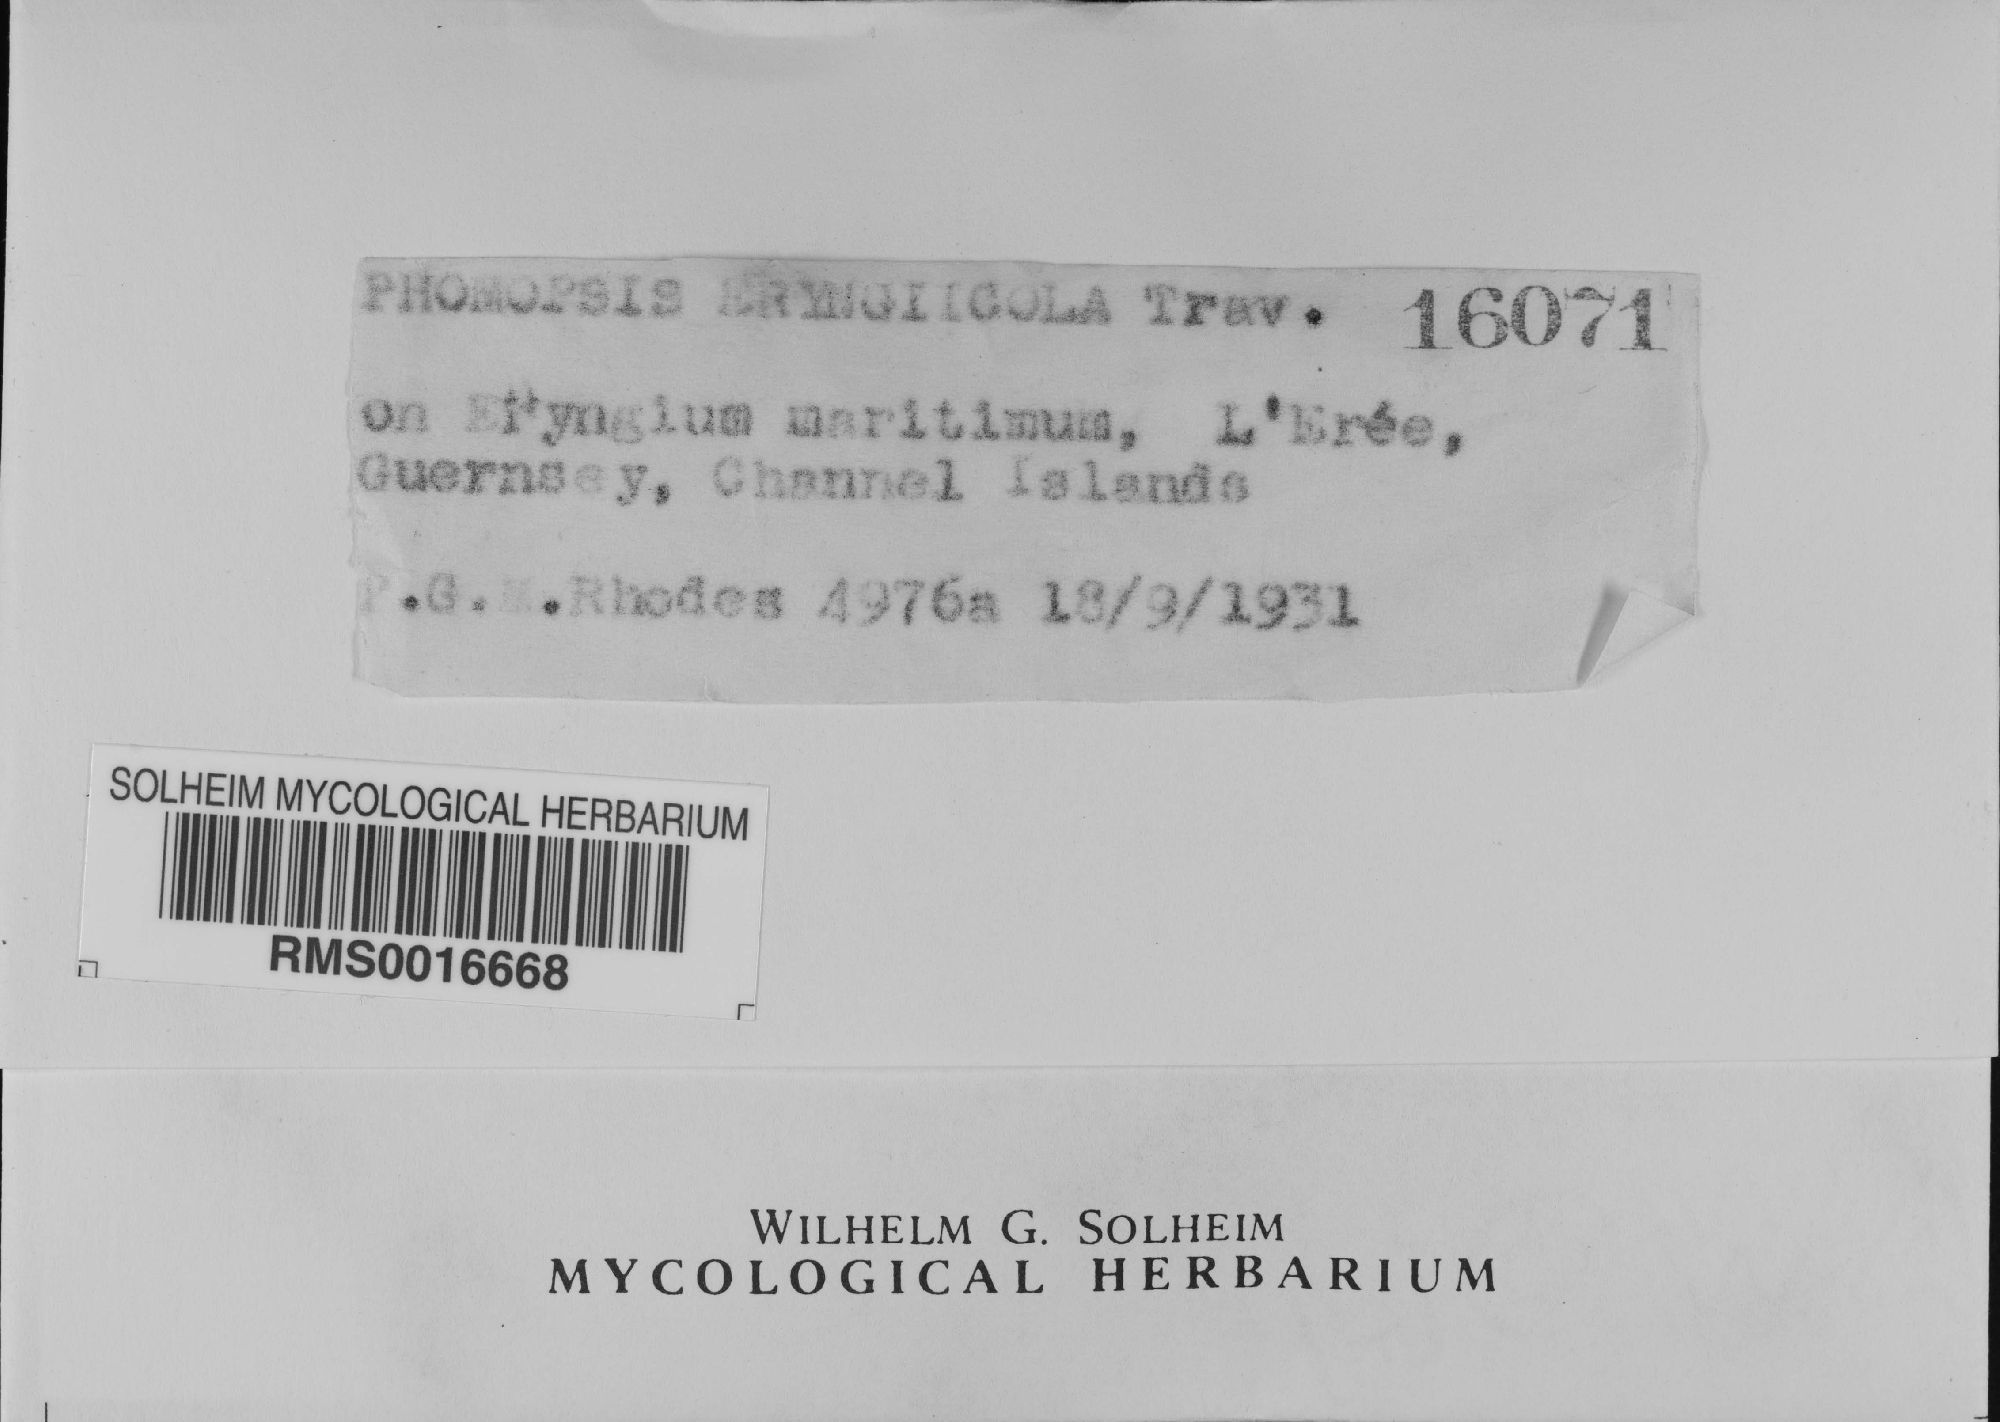 PHOMOPSIS ERYNGIICOLA Trav. 16071
on Eryngium maritimum, L'Erée,
Guernsey, Channel Islands
P.G.M.Rhodes 4976a 18/9/1931
SOLHEIM MYCOLOGICAL HERBARIUM
RMS0016668
WILHELM G. SOLHEIM
MYCOLOGICAL HERBARIUM